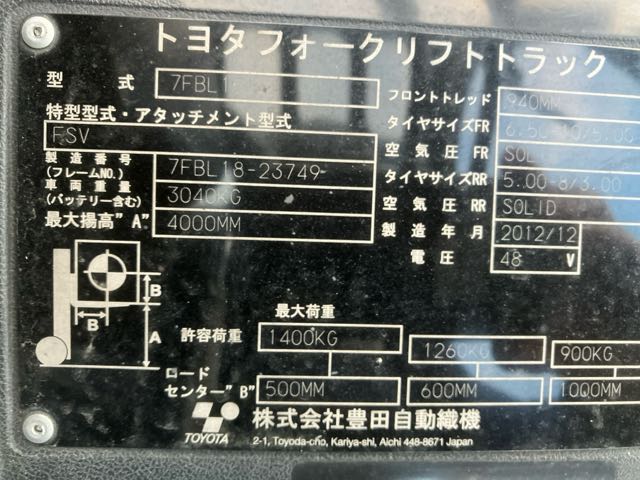 トヨタフォークリフトトラック
型 式 7FBL1
特型型式・アタッチメント型式
FSV
製造番号 (フレームNO.) 7FBL18-23749
車両重量 (バッテリー含む) 3040KG
最大揚高"A" 4000MM
フロントトレッド 940MM
タイヤサイズFR
空気圧 FR
タイヤサイズRR 5.00-8/3.00
空気圧 RR SOLID
製造年月 2012/12
電圧 48 V
B
B
A
最大荷重
許容荷重 1400KG 1260KG 900KG
ロード
センター"B" 500MM 600MM 1000MM
TOYOTA 株式会社豊田自動織機
2-1, Toyoda-cho, Kariya-shi, Aichi 448-8671 Japan